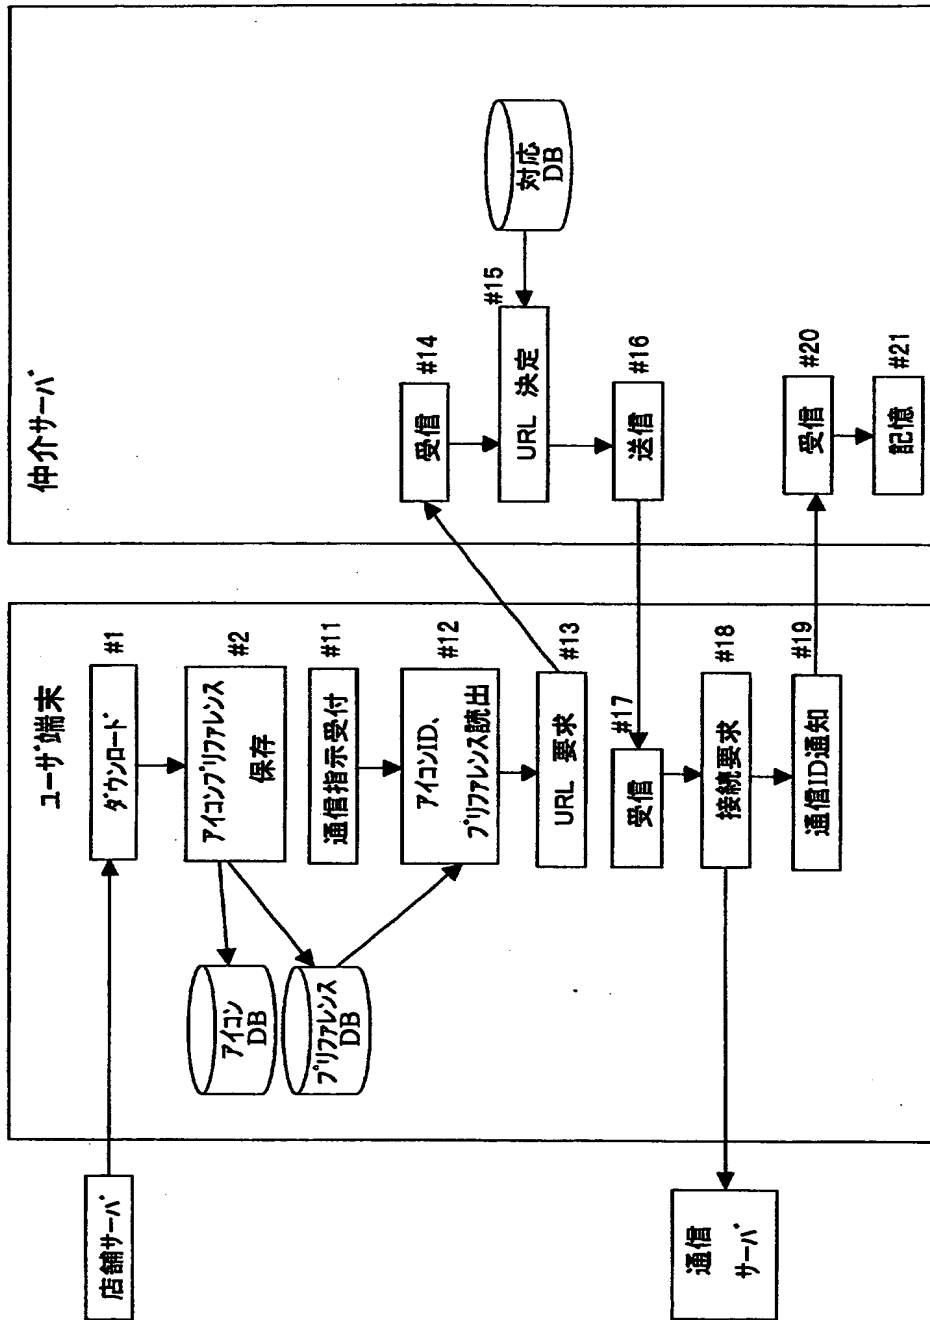 店舗サーバ
ユーザ端末
ダウンロード
#1
アイコンプリファレンス
保存
#2
アイコン
DB
プリファレンス
DB
通信指示受付
#11
アイコンID、
プリファレンス読出
#12
URL 要求
#13
受信
#17
接続要求
#18
通信ID通知
#19
通信
サーバ
仲介サーバ
受信
#14
URL 決定
#15
対応
DB
送信
#16
受信
#20
記憶
#21